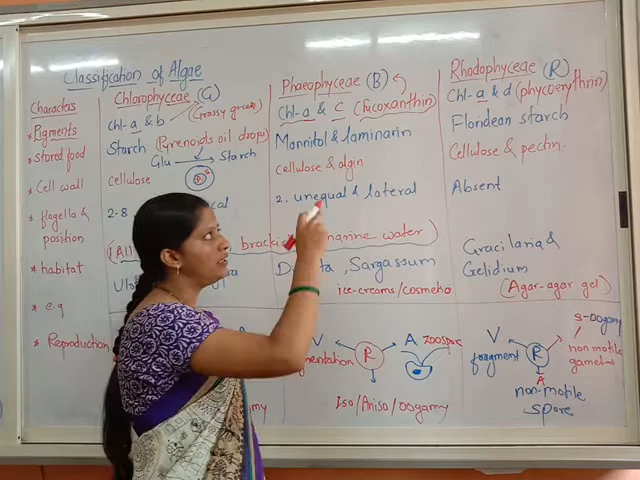 Classification of Algae
Characters
* Pigments
* Stored food
* Cell wall
* flagella &
position
* habitat
* e.g
* Reproduction
Chlorophyceae (G)
Chl-a & b (Grassy green)
Starch (Pyrenoids oil drops)
Glu → Starch
Cellulose
2-8
Phaeophyceae (B)
Chl-a & c (fucoxanthin)
Mannitol & laminarin
Cellulose & algin
2. unequal & lateral
marine water)
Sargassum
ice-creams/cosmetic
V
R
A Zoospore
Iso/Aniso/oogamy
Rhodophyceae (R)
Chl-a & d (phycoerythrin)
Floridean starch
Cellulose & pectin
Absent
Gracilaria &
Gelidium
(Agar-agar gel)
S-oogamy
V
fragment
R
non motile
gametes
A
non-motile
spore